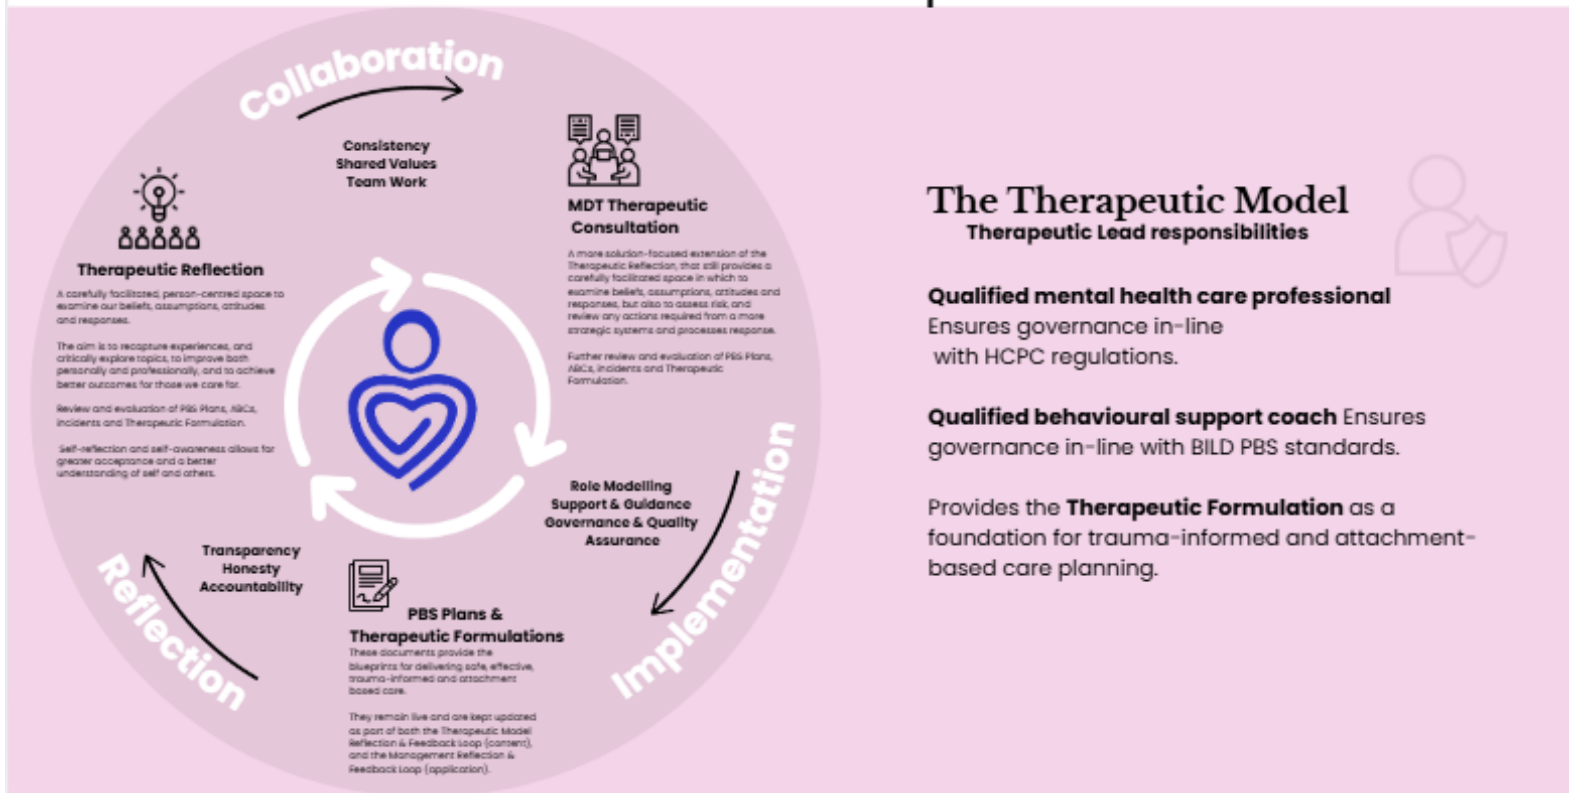 Collaboration
Consistency
Shared Values
Team Work
Therapeutic Reflection
A carefully facilitated, person-centred space to
examine our beliefs, assumptions, attitudes
and responses.
The aim is to recapture experiences, and
critically explore topics, to improve both
personally and professionally, and to achieve
better outcomes for those we care for.
Review and evaluation of PBS Plans, ABCs,
incidents and Therapeutic Formulation.
Self-reflection and self-awareness allows for
greater acceptance and a better
understanding of self and others.
MDT Therapeutic
Consultation
A more solution-focused extension of the
Therapeutic Reflection, that still provides a
carefully facilitated space in which to
examine beliefs, assumptions, attitudes and
responses, but also to assess risk, and
review any actions required from a more
strategic systems and processes response.
Further review and evaluation of PBS Plans,
ABCs, incidents and Therapeutic
Formulation.
Role Modelling
Support & Guidance
Governance & Quality
Assurance
Implementation
PBS Plans &
Therapeutic Formulations
These documents provide the
blueprints for delivering safe, effective,
trauma-informed and attachment
based care.
They remain live and are kept updated
as part of both the Therapeutic Model
Reflection & Feedback Loop (content),
and the Management Reflection &
Feedback Loop (application).
Transparency
Honesty
Accountability
Reflection
The Therapeutic Model
Therapeutic Lead responsibilities
Qualified mental health care professional
Ensures governance in-line
with HCPC regulations.
Qualified behavioural support coach Ensures
governance in-line with BILD PBS standards.
Provides the Therapeutic Formulation as a
foundation for trauma-informed and attachment-
based care planning.